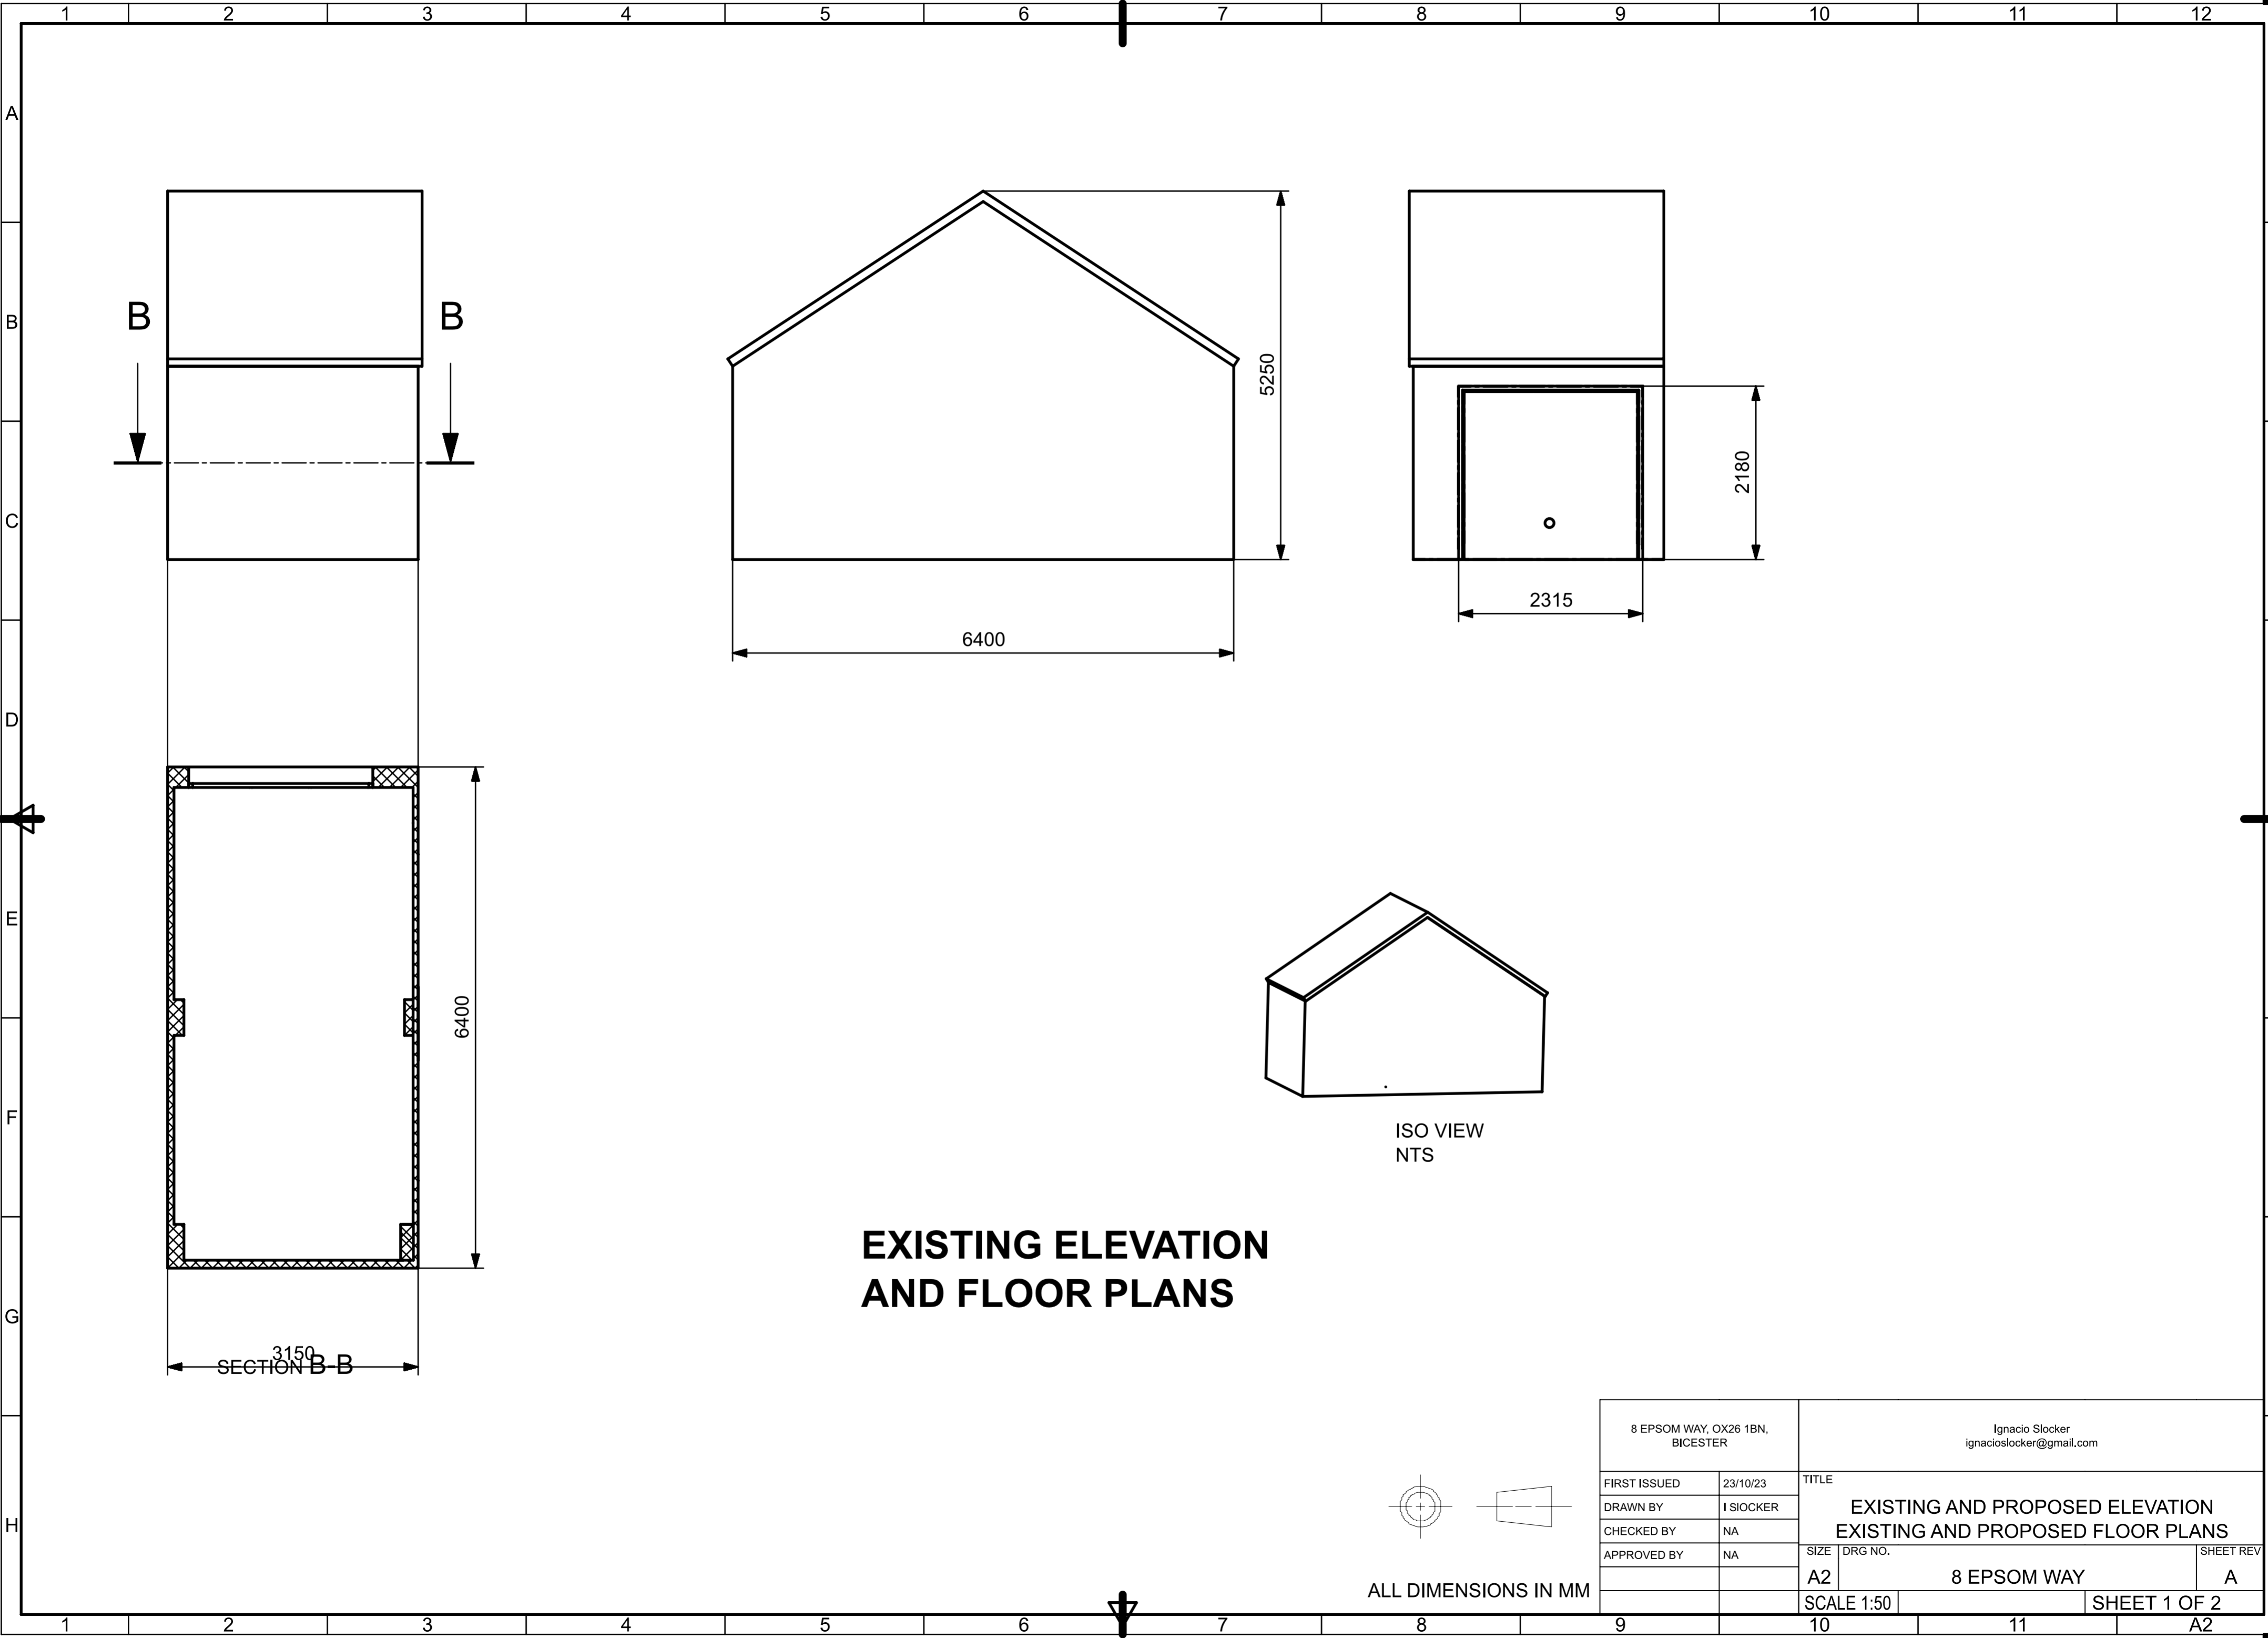 1 2 3 4 5 6 7 8 9 10 11 12
A
B
C
D
E
F
G
H
B B
5250
6400
2180
2315
6400
3150
SECTION B-B
ISO VIEW
NTS
EXISTING ELEVATION
AND FLOOR PLANS
ALL DIMENSIONS IN MM
8 EPSOM WAY, OX26 1BN,
BICESTER
Ignacio Slocker
ignacioslocker@gmail.com
FIRST ISSUED 23/10/23
DRAWN BY I SlOCKER
CHECKED BY NA
APPROVED BY NA
TITLE
EXISTING AND PROPOSED ELEVATION
EXISTING AND PROPOSED FLOOR PLANS
SIZE DRG NO. SHEET REV
A2 8 EPSOM WAY A
SCALE 1:50 SHEET 1 OF 2
1 2 3 4 5 6 7 8 9 10 11 A2